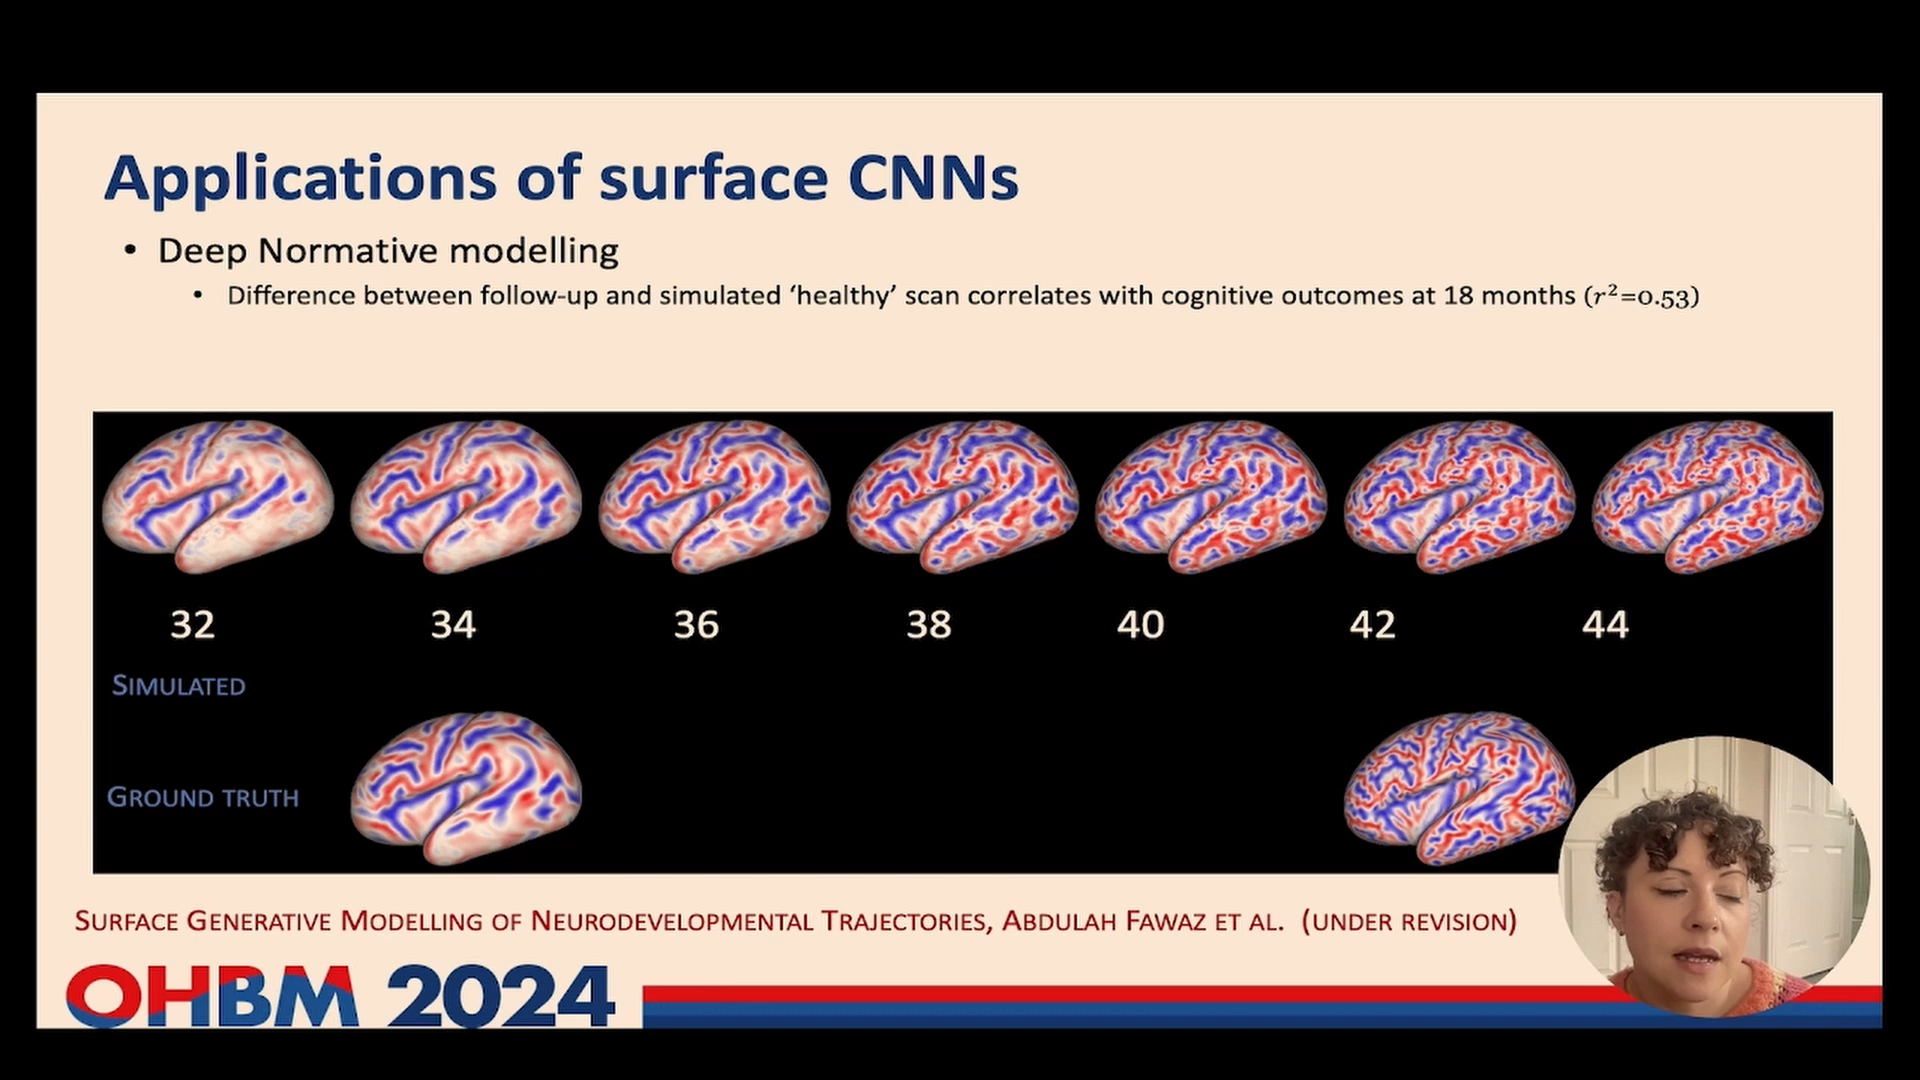 Applications of surface CNNs
• Deep Normative modelling
• Difference between follow-up and simulated ‘healthy’ scan correlates with cognitive outcomes at 18 months (r²=0.53)
32 34 36 38 40 42 44
SIMULATED
GROUND TRUTH
SURFACE GENERATIVE MODELLING OF NEURODEVELOPMENTAL TRAJECTORIES, ABDULAH FAWAZ ET AL. (UNDER REVISION)
OHBM 2024